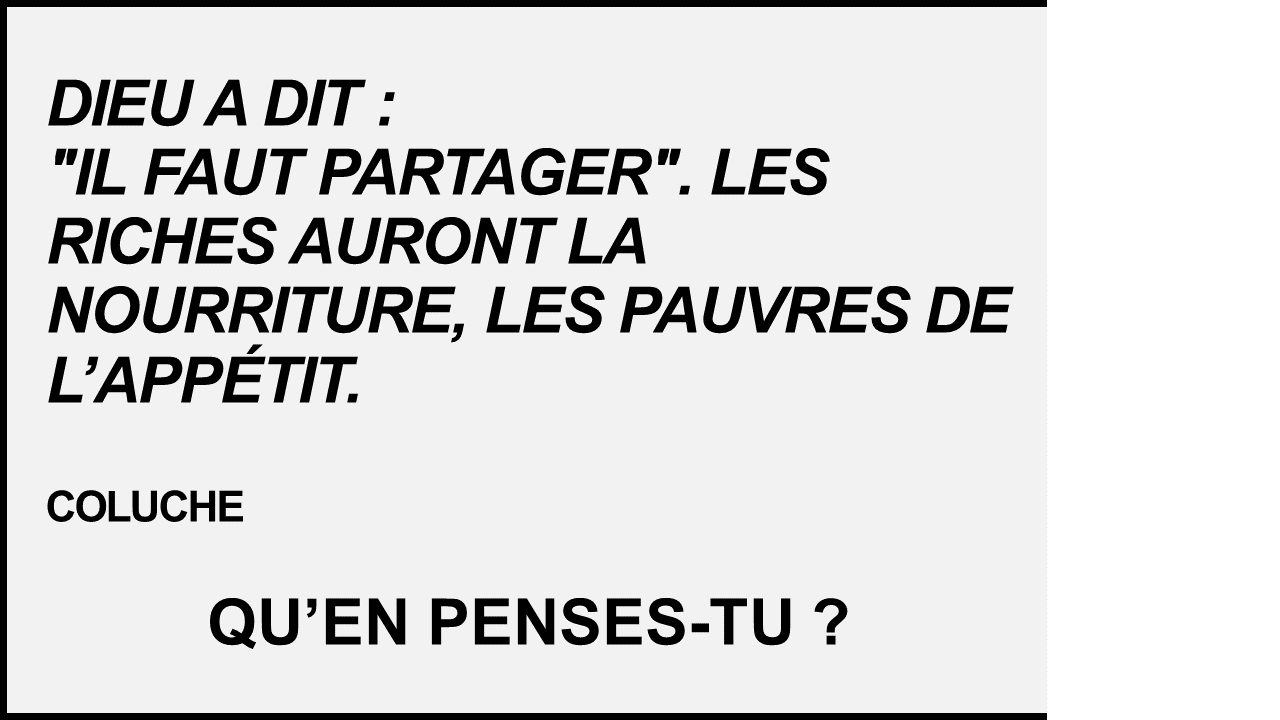 DIEU A DIT :
"IL FAUT PARTAGER". LES
RICHES AURONT LA
NOURRITURE, LES PAUVRES DE
L’APPÉTIT.
COLUCHE
QU’EN PENSES-TU ?